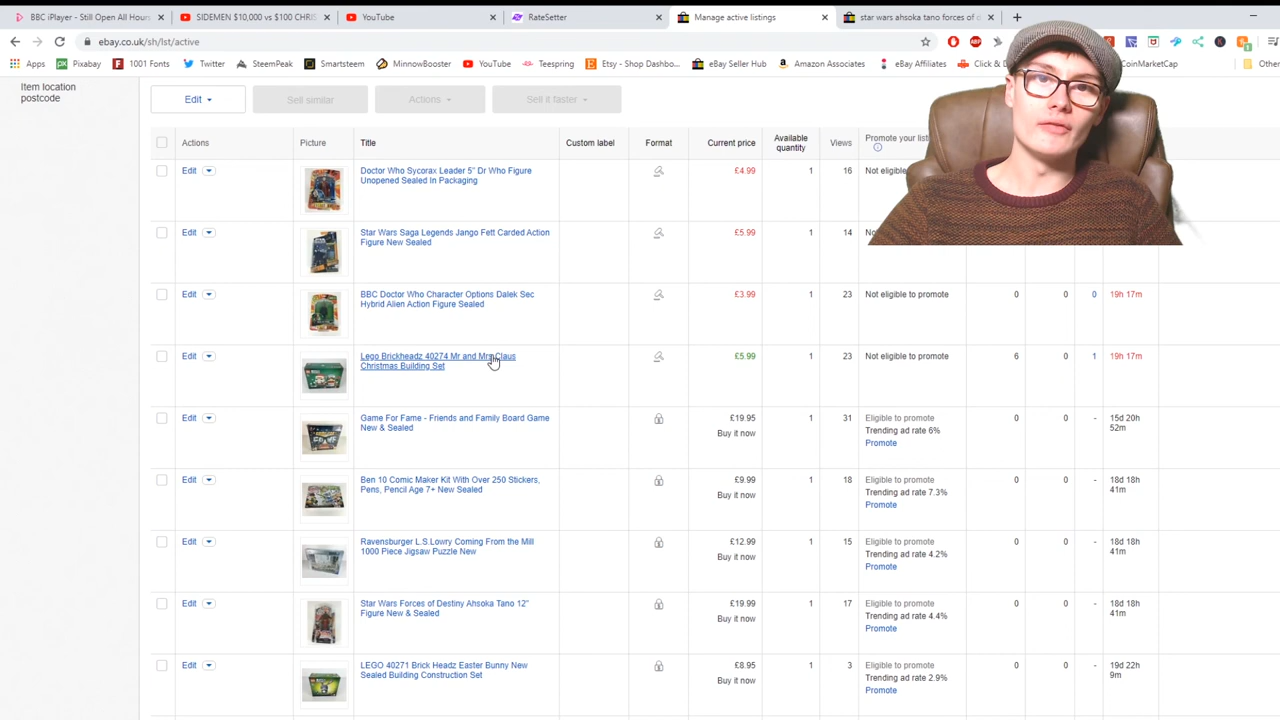 BBC iPlayer - Still Open All Hours
SIDEMEN $10,000 vs $100 CHRIS
YouTube
RateSetter
Manage active listings
star wars ahsoka tano forces of
ebay.co.uk/sh/lst/active
Apps
Pixabay
1001 Fonts
Twitter
SteemPeak
Smartsteem
MinnowBooster
YouTube
Teespring
Etsy - Shop Dashbo...
eBay Seller Hub
Amazon Associates
eBay Affiliates
Click & D
CoinMarketCap
Other
Item location
postcode
Edit
Sell similar
Actions
Sell it faster
Actions
Picture
Title
Custom label
Format
Current price
Available
quantity
Views
Promote your listi
Edit
Doctor Who Sycorax Leader 5" Dr Who Figure
Unopened Sealed In Packaging
£4.99
1
16
Not eligible
Edit
Star Wars Saga Legends Jango Fett Carded Action
Figure New Sealed
£5.99
1
14
Not e
Edit
BBC Doctor Who Character Options Dalek Sec
Hybrid Alien Action Figure Sealed
£3.99
1
23
Not eligible to promote
0
0
0
19h 17m
Edit
Lego Brickheadz 40274 Mr and Mrs Claus
Christmas Building Set
£5.99
1
23
Not eligible to promote
6
0
1
19h 17m
Edit
Game For Fame - Friends and Family Board Game
New & Sealed
£19.95
Buy it now
1
31
Eligible to promote
Trending ad rate 6%
Promote
0
0
-
15d 20h
52m
Edit
Ben 10 Comic Maker Kit With Over 250 Stickers,
Pens, Pencil Age 7+ New Sealed
£9.99
Buy it now
1
18
Eligible to promote
Trending ad rate 7.3%
Promote
0
0
-
18d 18h
41m
Edit
Ravensburger L.S.Lowry Coming From the Mill
1000 Piece Jigsaw Puzzle New
£12.99
Buy it now
1
15
Eligible to promote
Trending ad rate 4.2%
Promote
0
0
-
18d 18h
41m
Edit
Star Wars Forces of Destiny Ahsoka Tano 12"
Figure New & Sealed
£19.99
Buy it now
1
17
Eligible to promote
Trending ad rate 4.4%
Promote
0
0
-
18d 18h
41m
Edit
LEGO 40271 Brick Headz Easter Bunny New
Sealed Building Construction Set
£8.95
Buy it now
1
3
Eligible to promote
Trending ad rate 2.9%
Promote
0
0
-
19d 22h
9m